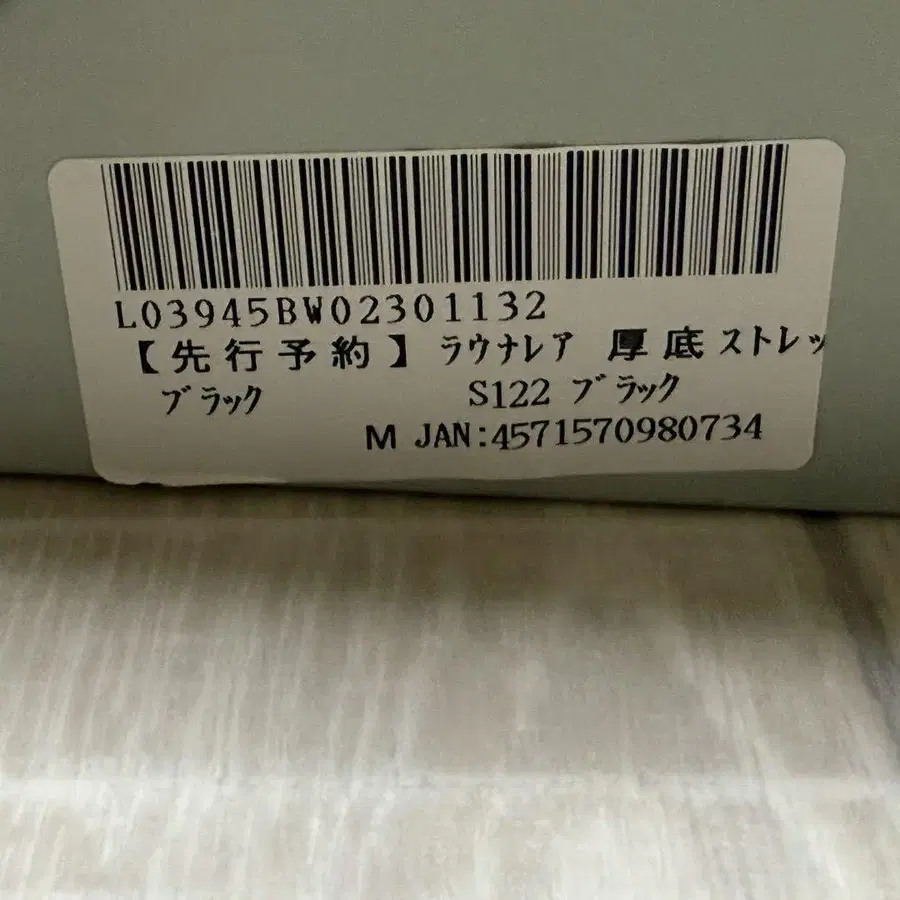 L03945BW02301132
【先行予約】ラウナレア 厚底ストレッ
ブラック S122 ブラック
M JAN:4571570980734